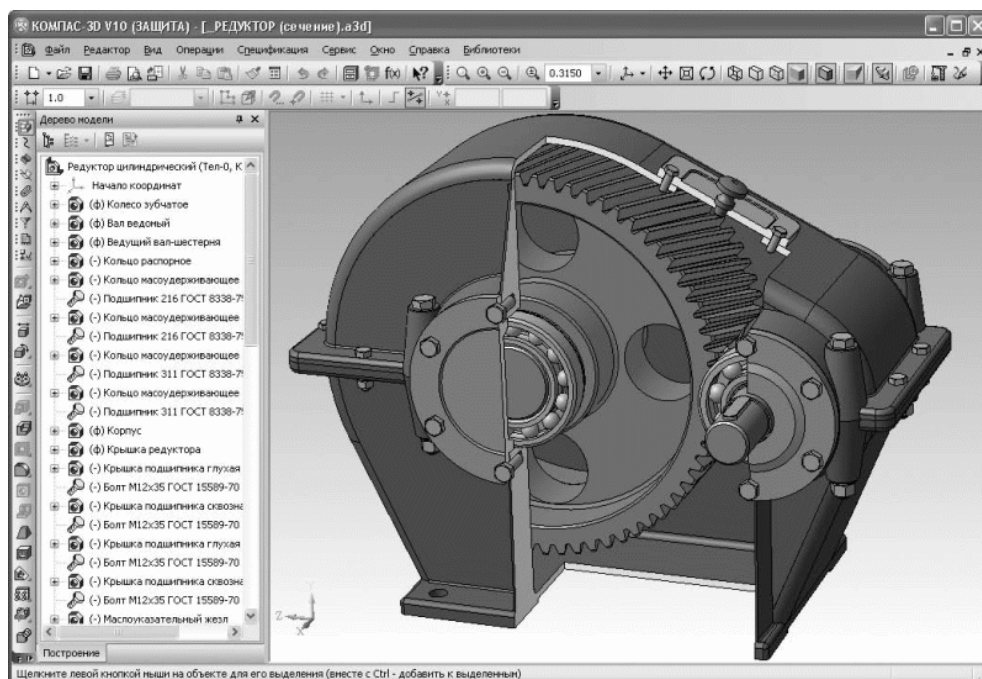 КОМПАС-3D V10 (ЗАЩИТА) - [_РЕДУКТОР (сечение).a3d]
Файл Редактор Вид Операции Спецификация Сервис Окно Справка Библиотеки
f(x) 0.3150
1.0
Дерево модели
Редуктор цилиндрический (Тел-0, К
Начало координат
(ф) Колесо зубчатое
(ф) Вал ведомый
(ф) Ведущий вал-шестерня
(-) Кольцо распорное
(-) Кольцо масоудерживающее
(-) Подшипник 216 ГОСТ 8338-75
(-) Кольцо масоудерживающее
(-) Подшипник 216 ГОСТ 8338-75
(-) Кольцо масоудерживающее
(-) Подшипник 311 ГОСТ 8338-75
(-) Кольцо масоудерживающее
(-) Подшипник 311 ГОСТ 8338-75
(ф) Корпус
(ф) Крышка редуктора
(-) Крышка подшипника глухая
(-) Болт М12х35 ГОСТ 15589-70
(-) Крышка подшипника сквозна
(-) Болт М12х35 ГОСТ 15589-70
(-) Крышка подшипника глухая
(-) Болт М12х35 ГОСТ 15589-70
(-) Крышка подшипника сквозна
(-) Болт М12х35 ГОСТ 15589-70
(-) Маслоуказательный жезл
Z X
Построение
Щелкните левой кнопкой мыши на объекте для его выделения (вместе с Ctrl - добавить к выделенным)